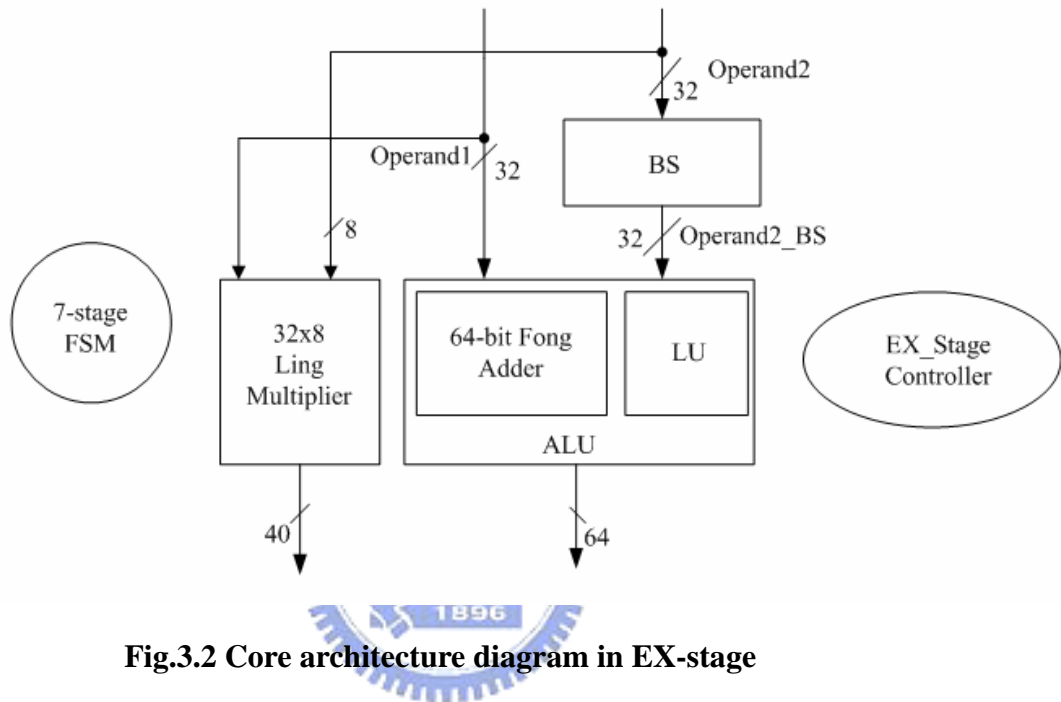 Operand2
32
BS
Operand1
32
8
32
Operand2_BS
7-stage
FSM
32x8
Ling
Multiplier
64-bit Fong
Adder
LU
EX_Stage
Controller
ALU
40
64
1896
Fig.3.2 Core architecture diagram in EX-stage